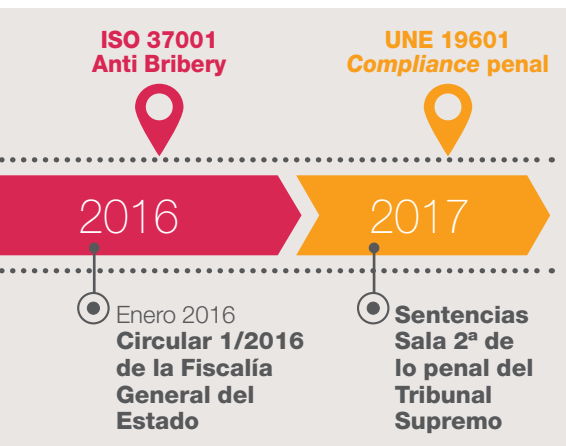 ISO 37001
Anti Bribery
UNE 19601
Compliance penal
2016
2017
Enero 2016
Circular 1/2016
de la Fiscalía
General del
Estado
Sentencias
Sala 2ª de
lo penal del
Tribunal
Supremo